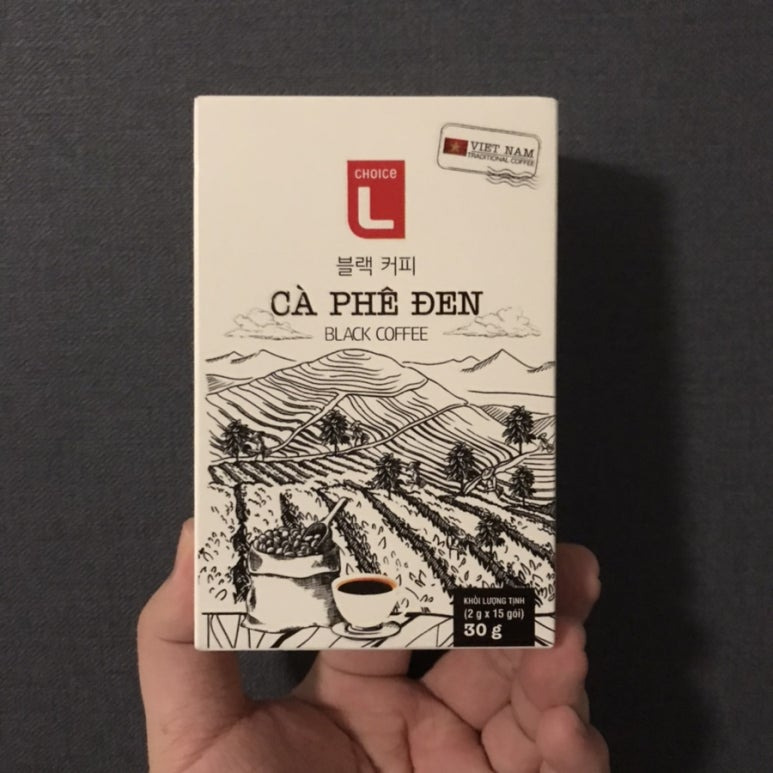 VIET NAM
TRADITIONAL COFFEE
CHOICE
L
블랙 커피
CÀ PHÊ ĐEN
BLACK COFFEE
KHỐI LƯỢNG TỊNH
(2 g x 15 gói)
30 g